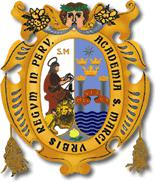 ACADEMIA S. MARCI VRBIS REGVM IN PERV.
S.M